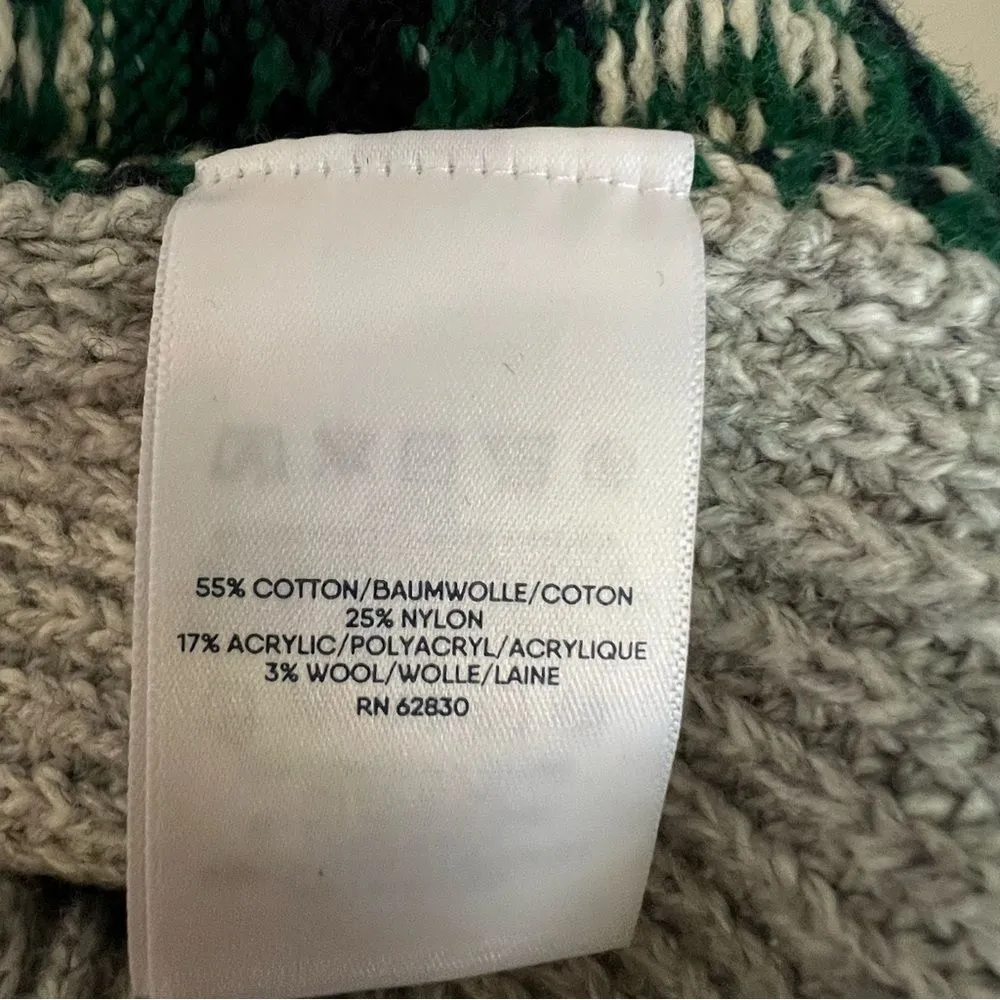 55% COTTON/BAUMWOLLE/COTON
25% NYLON
17% ACRYLIC/POLYACRYL/ACRYLIQUE
3% WOOL/WOLLE/LAINE
RN 62830